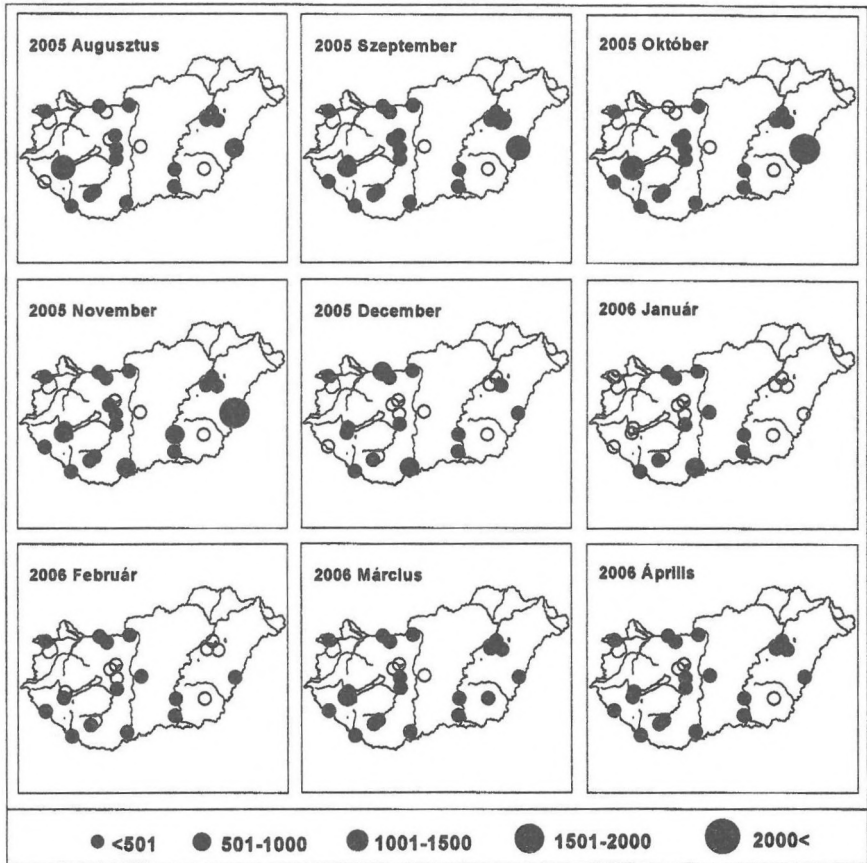 2005 Augusztus
2005 Szeptember
2005 Október
2005 November
2005 December
2006 Január
2006 Február
2006 Március
2006 Április
<501 501-1000 1001-1500 1501-2000 2000<